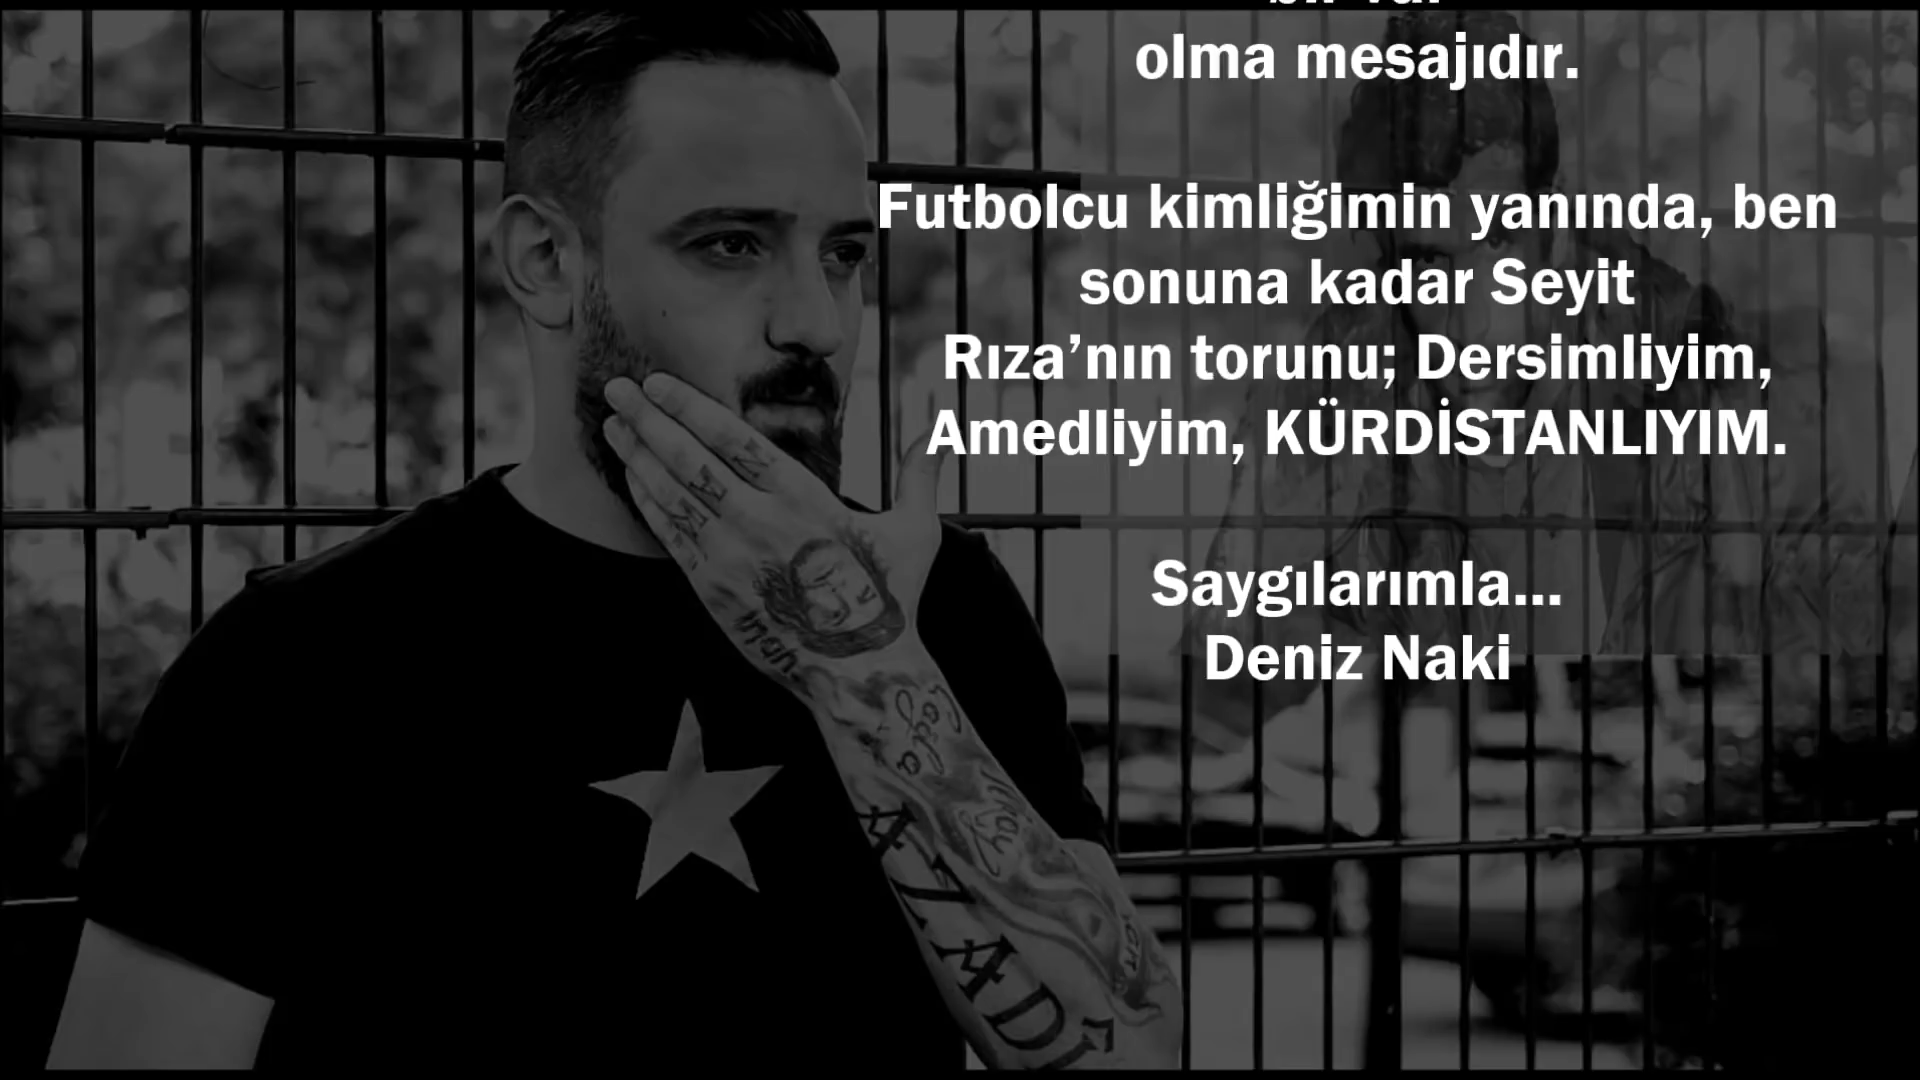 olma mesajıdır.
Futbolcu kimliğimin yanında, ben
sonuna kadar Seyit
Rıza’nın torunu; Dersimliyim,
Amedliyim, KÜRDİSTANLIYIM.
Saygılarımla...
Deniz Naki
AZADÎ